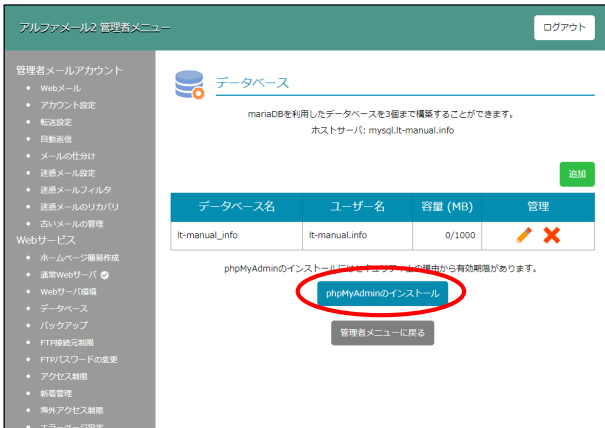 アルファメール2 管理者メニュー
ログアウト
管理者メールアカウント
Webメール
アカウント設定
転送設定
自動返信
メールの仕分け
迷惑メール設定
迷惑メールフィルタ
迷惑メールのリカバリ
古いメールの管理
Webサービス
ホームページ簡易作成
通常Webサーバ
Webサーバ環境
データベース
バックアップ
FTP接続元制限
FTPパスワードの変更
アクセス制限
新着管理
海外アクセス制限
エラーページ設定
データベース
mariaDBを利用したデータベースを3個まで構築することができます。
ホストサーバ: mysql.lt-manual.info
追加
データベース名 ユーザー名 容量 (MB) 管理
lt-manual_info lt-manual.info 0/1000
phpMyAdminのインストールにはセキュリティ上の理由から有効期限があります。
phpMyAdminのインストール
管理者メニューに戻る